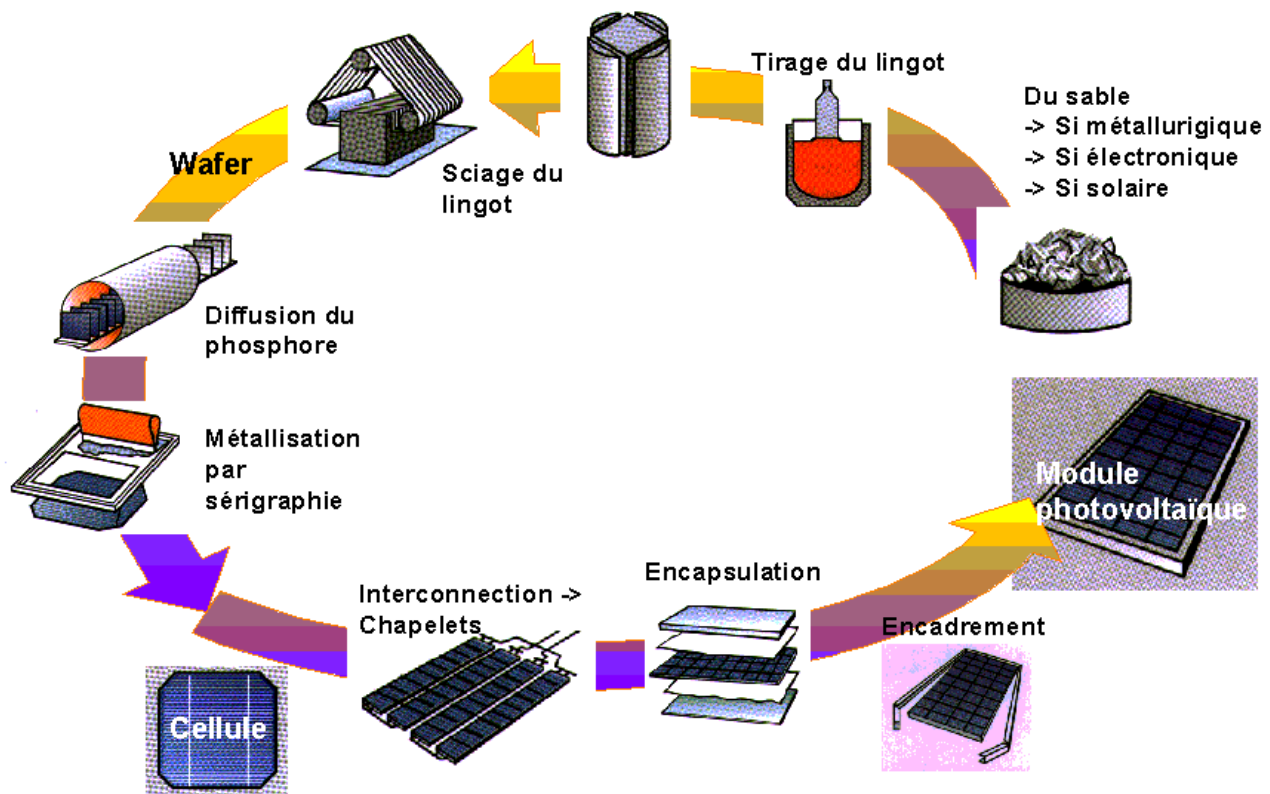 Du sable
-> Si métallurigique
-> Si électronique
-> Si solaire
Tirage du lingot
Sciage du
lingot
Wafer
Diffusion du
phosphore
Métallisation
par
sérigraphie
Cellule
Interconnection ->
Chapelets
Encapsulation
Encadrement
Module
photovoltaïque